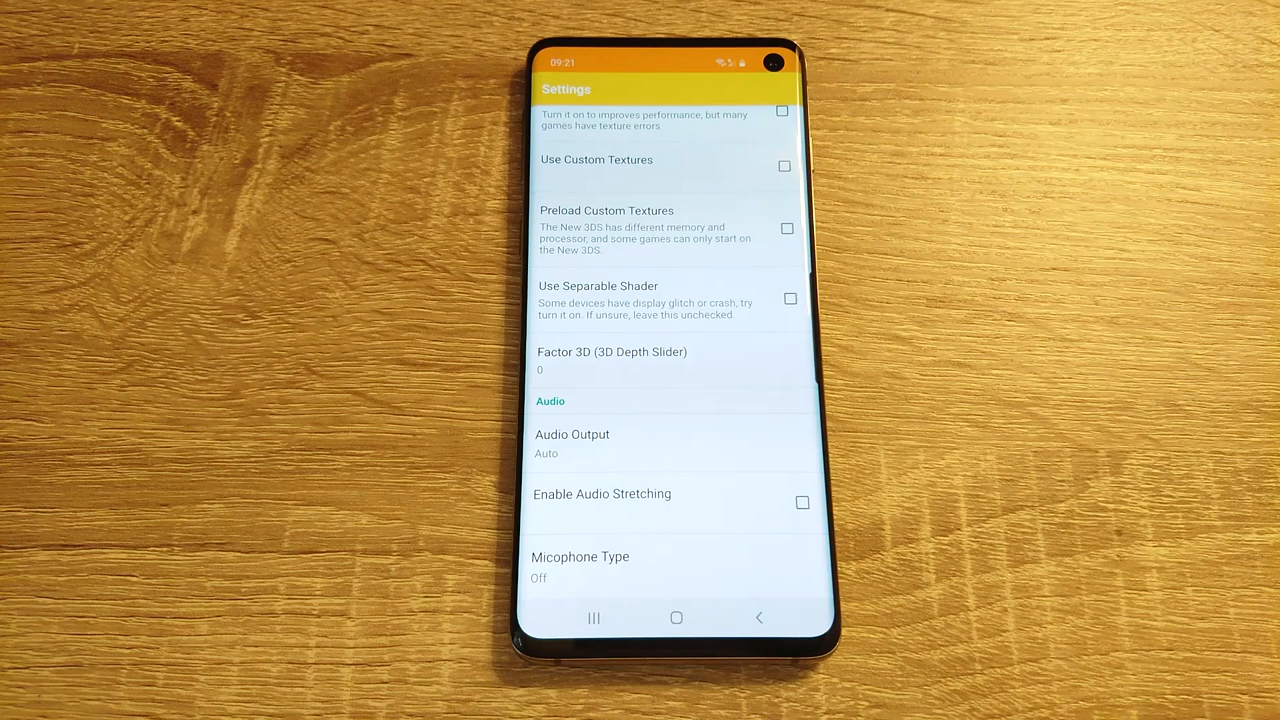 09:21
Settings
Turn it on to improves performance, but many
games have texture errors
Use Custom Textures
Preload Custom Textures
The New 3DS has different memory and
processor, and some games can only start on
the New 3DS.
Use Separable Shader
Some devices have display glitch or crash, try
turn it on. If unsure, leave this unchecked.
Factor 3D (3D Depth Slider)
0
Audio
Audio Output
Auto
Enable Audio Stretching
Micophone Type
Off